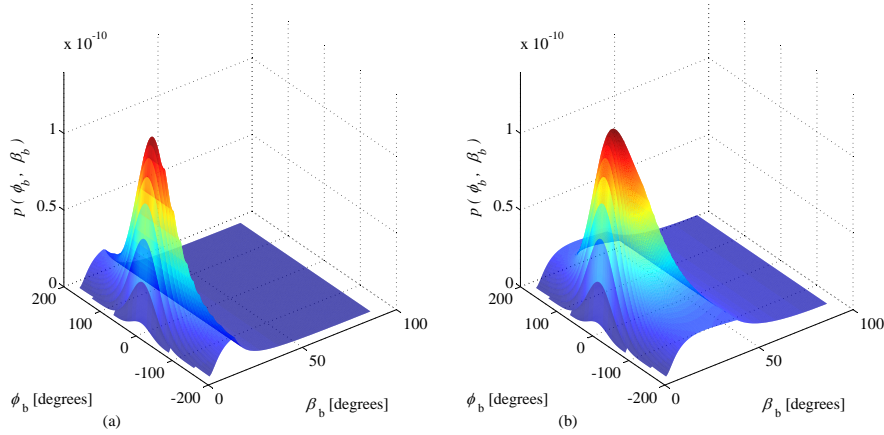 x 10^-10
x 10^-10
1
1
p ( ϕ_b , β_b )
p ( ϕ_b , β_b )
0.5
0.5
0
0
200
200
100
100
100
100
0
0
50
50
-100
-100
-200
0
-200
0
ϕ_b [degrees]
β_b [degrees]
ϕ_b [degrees]
β_b [degrees]
(a)
(b)